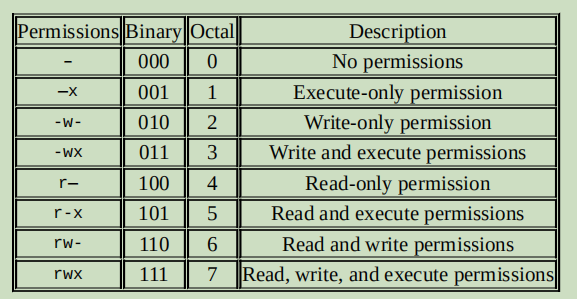 Permissions Binary Octal Description
– 000 0 No permissions
–x 001 1 Execute-only permission
-w- 010 2 Write-only permission
-wx 011 3 Write and execute permissions
r– 100 4 Read-only permission
r-x 101 5 Read and execute permissions
rw- 110 6 Read and write permissions
rwx 111 7 Read, write, and execute permissions